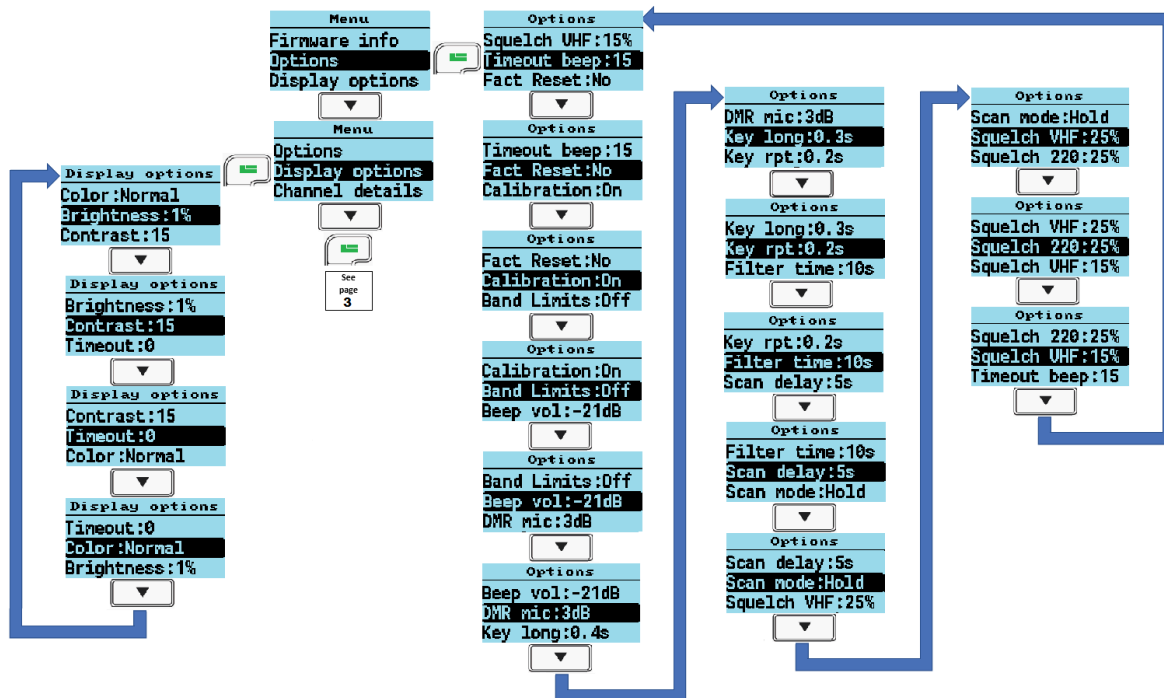 Menu
Firmware info
Options
Display options
Menu
Options
Display options
Channel details
See
page
3
Display options
Color:Normal
Brightness:1%
Contrast:15
Display options
Brightness:1%
Contrast:15
Timeout:0
Display options
Contrast:15
Timeout:0
Color:Normal
Display options
Timeout:0
Color:Normal
Brightness:1%
Options
Squelch UHF:15%
Timeout beep:15
Fact Reset:No
Options
Timeout beep:15
Fact Reset:No
Calibration:On
Options
Fact Reset:No
Calibration:On
Band Limits:Off
Options
Calibration:On
Band Limits:Off
Beep vol:-21dB
Options
Band Limits:Off
Beep vol:-21dB
DMR mic:3dB
Options
Beep vol:-21dB
DMR mic:3dB
Key long:0.4s
Options
DMR mic:3dB
Key long:0.3s
Key rpt:0.2s
Options
Key long:0.3s
Key rpt:0.2s
Filter time:10s
Options
Key rpt:0.2s
Filter time:10s
Scan delay:5s
Options
Filter time:10s
Scan delay:5s
Scan mode:Hold
Options
Scan delay:5s
Scan mode:Hold
Squelch VHF:25%
Options
Scan mode:Hold
Squelch VHF:25%
Squelch 220:25%
Options
Squelch VHF:25%
Squelch 220:25%
Squelch UHF:15%
Options
Squelch 220:25%
Squelch UHF:15%
Timeout beep:15